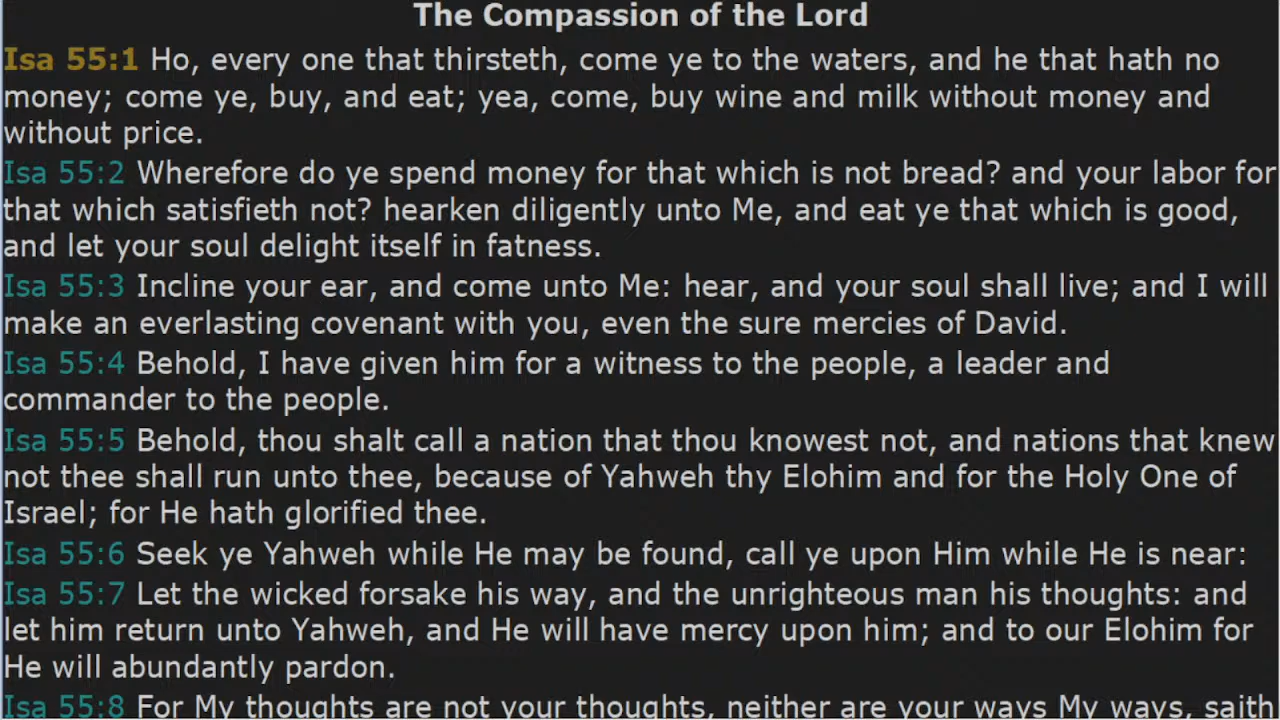 The Compassion of the Lord
Isa 55:1 Ho, every one that thirsteth, come ye to the waters, and he that hath no
money; come ye, buy, and eat; yea, come, buy wine and milk without money and
without price.
Isa 55:2 Wherefore do ye spend money for that which is not bread? and your labor for
that which satisfieth not? hearken diligently unto Me, and eat ye that which is good,
and let your soul delight itself in fatness.
Isa 55:3 Incline your ear, and come unto Me: hear, and your soul shall live; and I will
make an everlasting covenant with you, even the sure mercies of David.
Isa 55:4 Behold, I have given him for a witness to the people, a leader and
commander to the people.
Isa 55:5 Behold, thou shalt call a nation that thou knowest not, and nations that knew
not thee shall run unto thee, because of Yahweh thy Elohim and for the Holy One of
Israel; for He hath glorified thee.
Isa 55:6 Seek ye Yahweh while He may be found, call ye upon Him while He is near:
Isa 55:7 Let the wicked forsake his way, and the unrighteous man his thoughts: and
let him return unto Yahweh, and He will have mercy upon him; and to our Elohim for
He will abundantly pardon.
Isa 55:8 For My thoughts are not your thoughts, neither are your ways My ways, saith